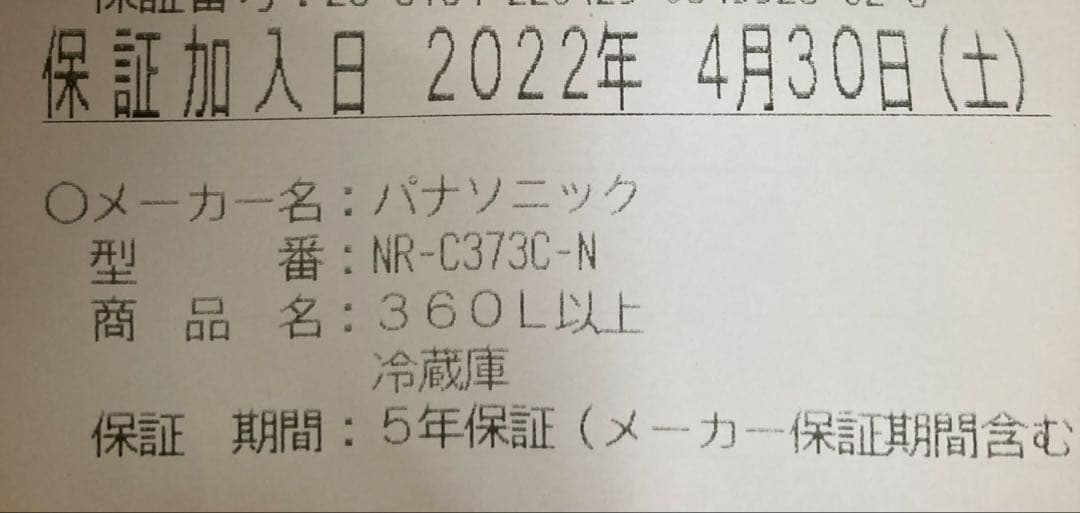 保証加入日 2022年 4月30日(土)
○メーカー名：パナソニック
型　　　番：NR-C373C-N
商　品　名：３６０Ｌ以上
冷蔵庫
保証　期間：５年保証（メーカー保証期間含む